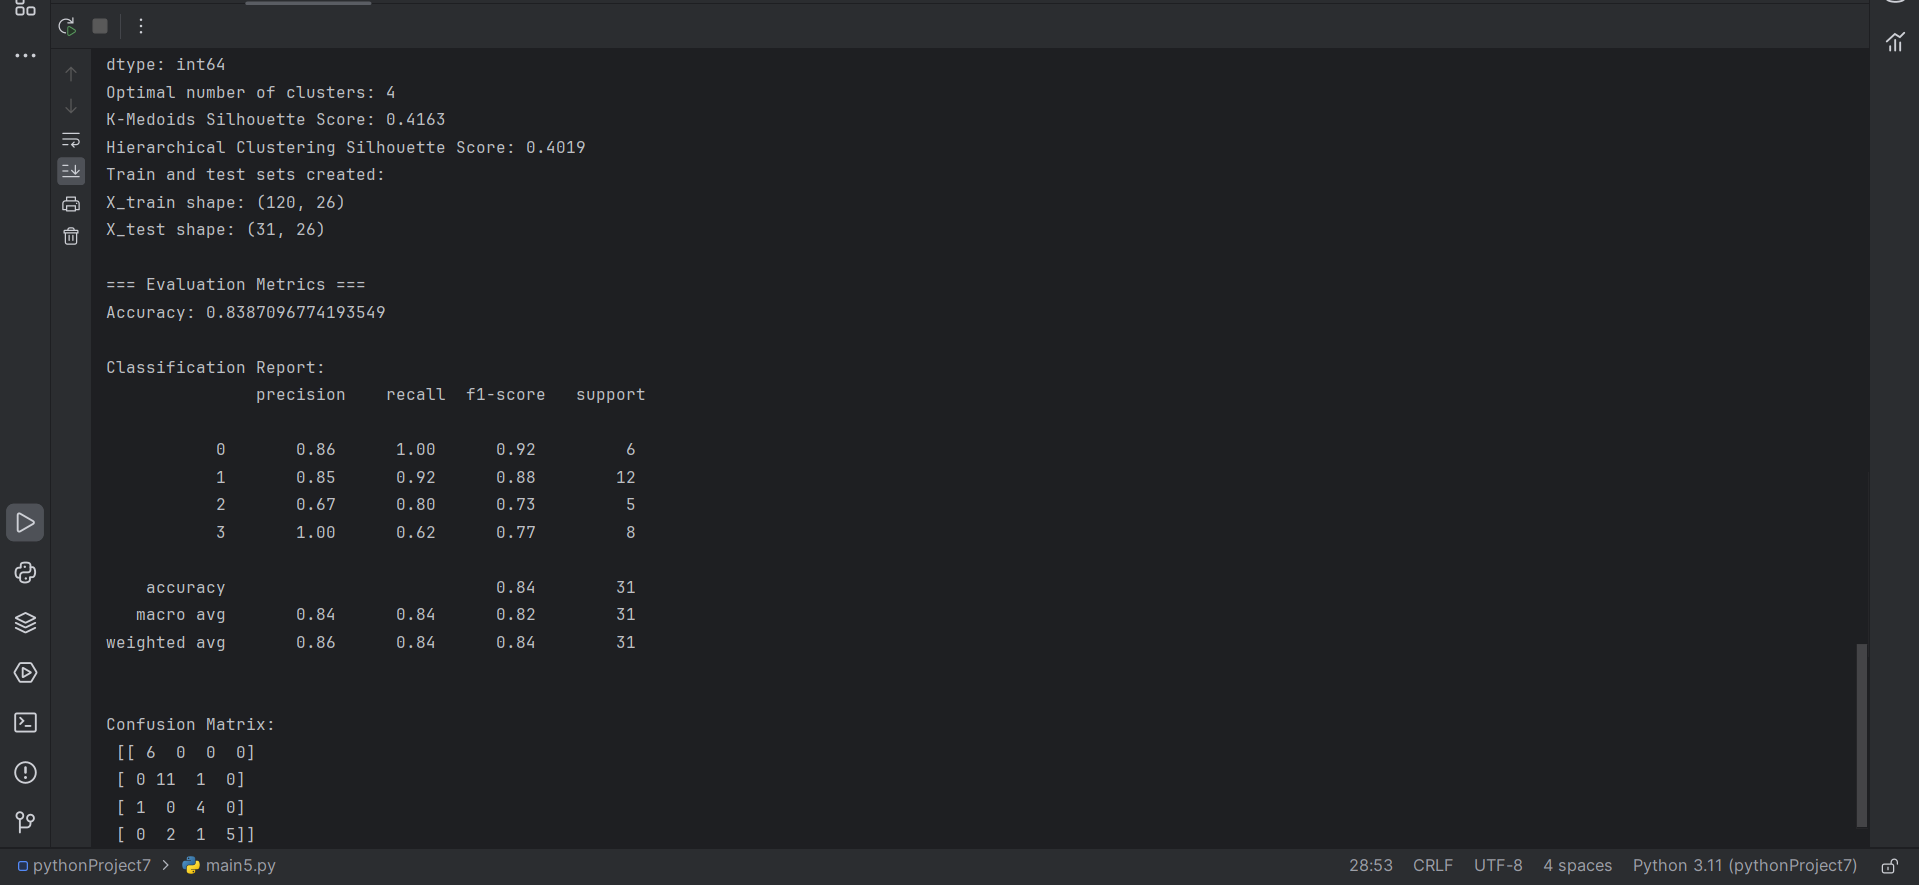 dtype: int64
Optimal number of clusters: 4
K-Medoids Silhouette Score: 0.4163
Hierarchical Clustering Silhouette Score: 0.4019
Train and test sets created:
X_train shape: (120, 26)
X_test shape: (31, 26)
=== Evaluation Metrics ===
Accuracy: 0.8387096774193549
Classification Report:
precision recall f1-score support
0 0.86 1.00 0.92 6
1 0.85 0.92 0.88 12
2 0.67 0.80 0.73 5
3 1.00 0.62 0.77 8
accuracy 0.84 31
macro avg 0.84 0.84 0.82 31
weighted avg 0.86 0.84 0.84 31
Confusion Matrix:
[[ 6 0 0 0]
[ 0 11 1 0]
[ 1 0 4 0]
[ 0 2 1 5]]
pythonProject7 > main5.py 28:53 CRLF UTF-8 4 spaces Python 3.11 (pythonProject7)